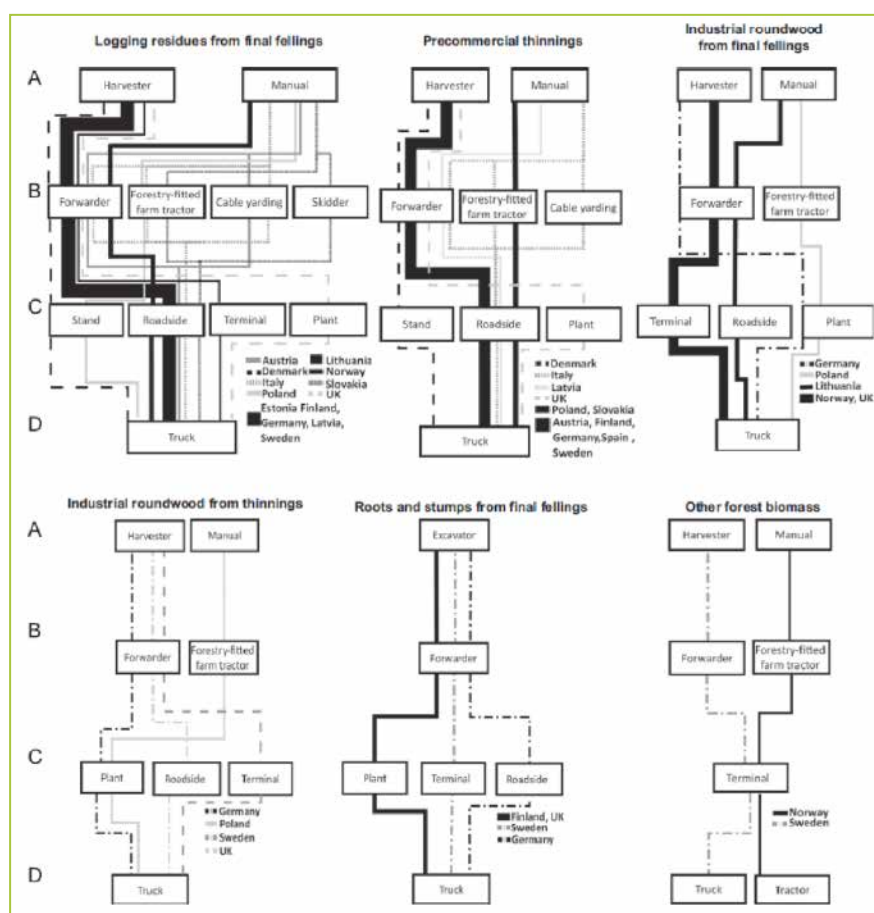 Logging residues from final fellings
Precommercial thinnings
Industrial roundwood
from final fellings
A
Harvester
Manual
Harvester
Manual
Harvester
Manual
B
Forwarder
Forestry-fitted
farm tractor
Cable yarding
Skidder
Forwarder
Forestry-fitted
farm tractor
Cable yarding
Forwarder
Forestry-fitted
farm tractor
C
Stand
Roadside
Terminal
Plant
Stand
Roadside
Plant
Terminal
Roadside
Plant
Austria
Denmark
Italy
Poland
Lithuania
Norway
Slovakia
UK
Estonia Finland,
Germany, Latvia,
Sweden
Denmark
Italy
Latvia
UK
Poland, Slovakia
Austria, Finland,
Germany,Spain ,
Sweden
Germany
Poland
Lithuania
Norway, UK
D
Truck
Truck
Truck
Industrial roundwood from thinnings
Roots and stumps from final fellings
Other forest biomass
A
Harvester
Manual
Excavator
Harvester
Manual
B
Forwarder
Forestry-fitted
farm tractor
Forwarder
Forwarder
Forestry-fitted
farm tractor
C
Plant
Roadside
Terminal
Plant
Terminal
Roadside
Terminal
Germany
Poland
Sweden
UK
Finland, UK
Sweden
Germany
Norway
Sweden
D
Truck
Truck
Truck
Tractor